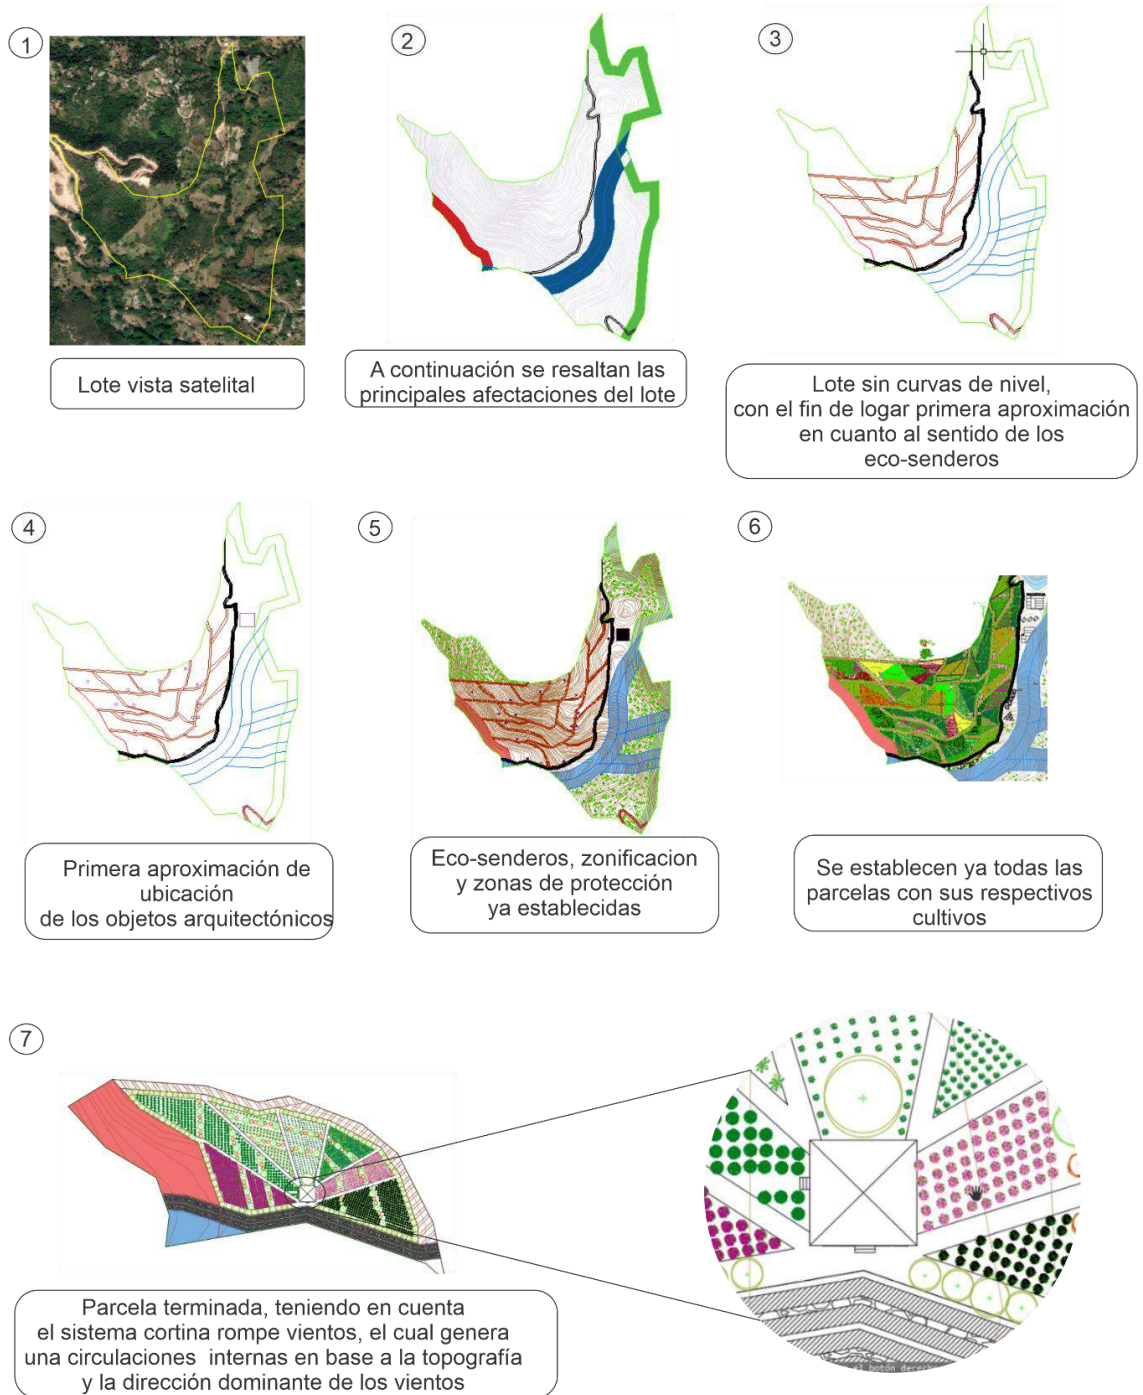 1
2
3
Lote vista satelital
A continuación se resaltan las
principales afectaciones del lote
Lote sin curvas de nivel,
con el fin de logar primera aproximación
en cuanto al sentido de los
eco-senderos
4
5
6
Primera aproximación de
ubicación
de los objetos arquitectónicos
Eco-senderos, zonificacion
y zonas de protección
ya establecidas
Se establecen ya todas las
parcelas con sus respectivos
cultivos
7
el botón derech
Parcela terminada, teniendo en cuenta
el sistema cortina rompe vientos, el cual genera
una circulaciones internas en base a la topografía
y la dirección dominante de los vientos